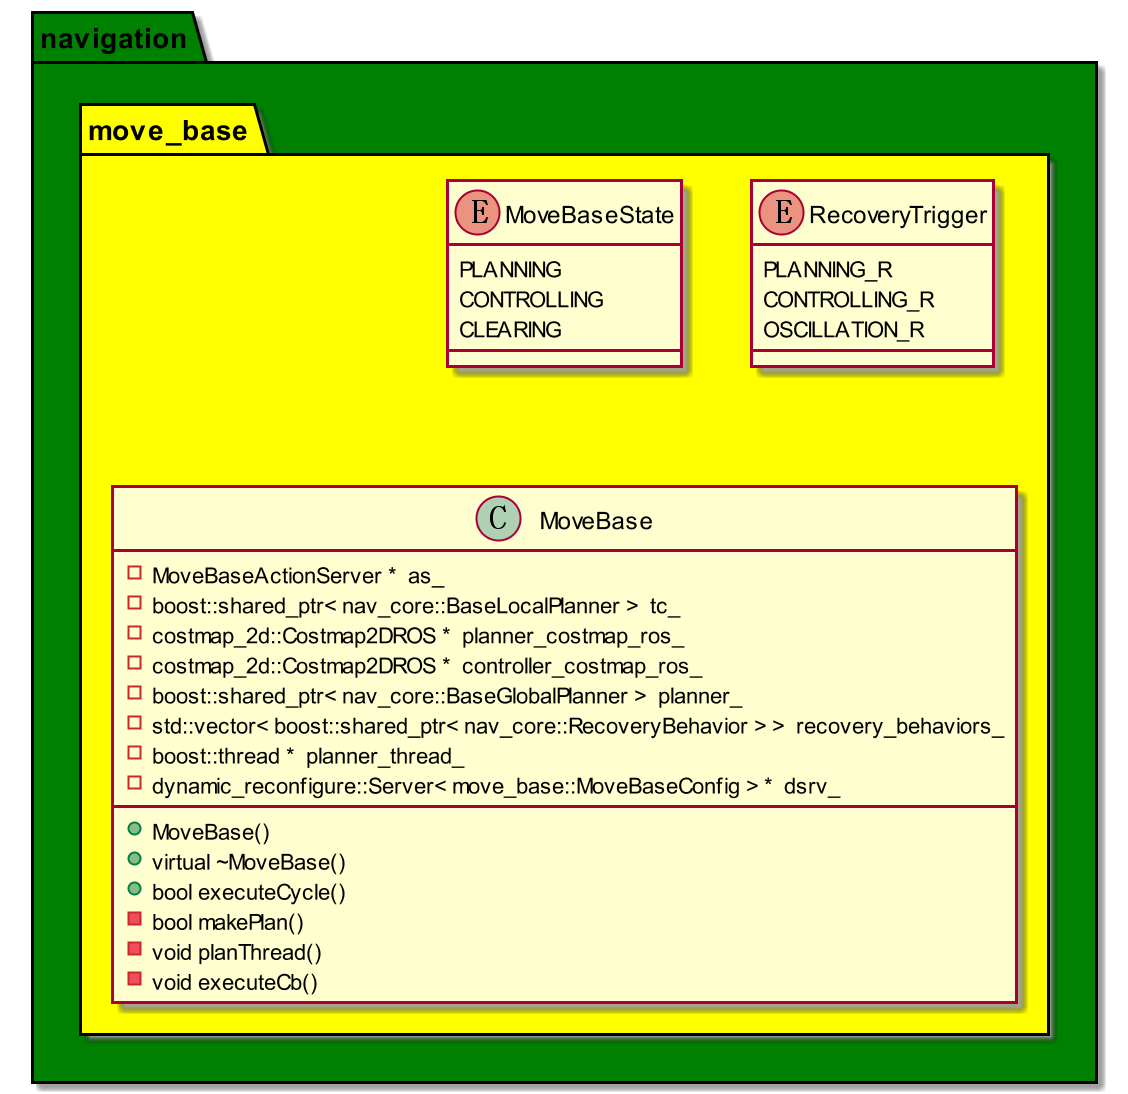 navigation
move_base
E MoveBaseState
PLANNING
CONTROLLING
CLEARING
E RecoveryTrigger
PLANNING_R
CONTROLLING_R
OSCILLATION_R
C MoveBase
MoveBaseActionServer * as_
boost::shared_ptr< nav_core::BaseLocalPlanner > tc_
costmap_2d::Costmap2DROS * planner_costmap_ros_
costmap_2d::Costmap2DROS * controller_costmap_ros_
boost::shared_ptr< nav_core::BaseGlobalPlanner > planner_
std::vector< boost::shared_ptr< nav_core::RecoveryBehavior > > recovery_behaviors_
boost::thread * planner_thread_
dynamic_reconfigure::Server< move_base::MoveBaseConfig > * dsrv_
MoveBase()
virtual ~MoveBase()
bool executeCycle()
bool makePlan()
void planThread()
void executeCb()